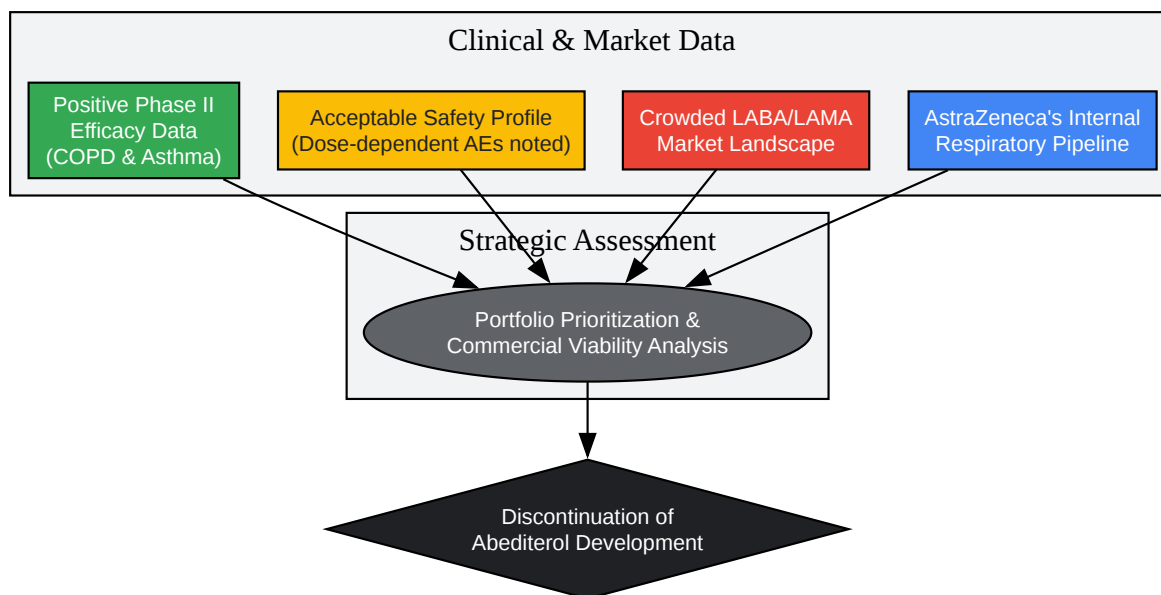 Clinical & Market Data
Positive Phase II
Efficacy Data
(COPD & Asthma)
Acceptable Safety Profile
(Dose-dependent AEs noted)
Crowded LABA/LAMA
Market Landscape
AstraZeneca's Internal
Respiratory Pipeline
Strategic Assessment
Portfolio Prioritization &
Commercial Viability Analysis
Discontinuation of
Abediterol Development